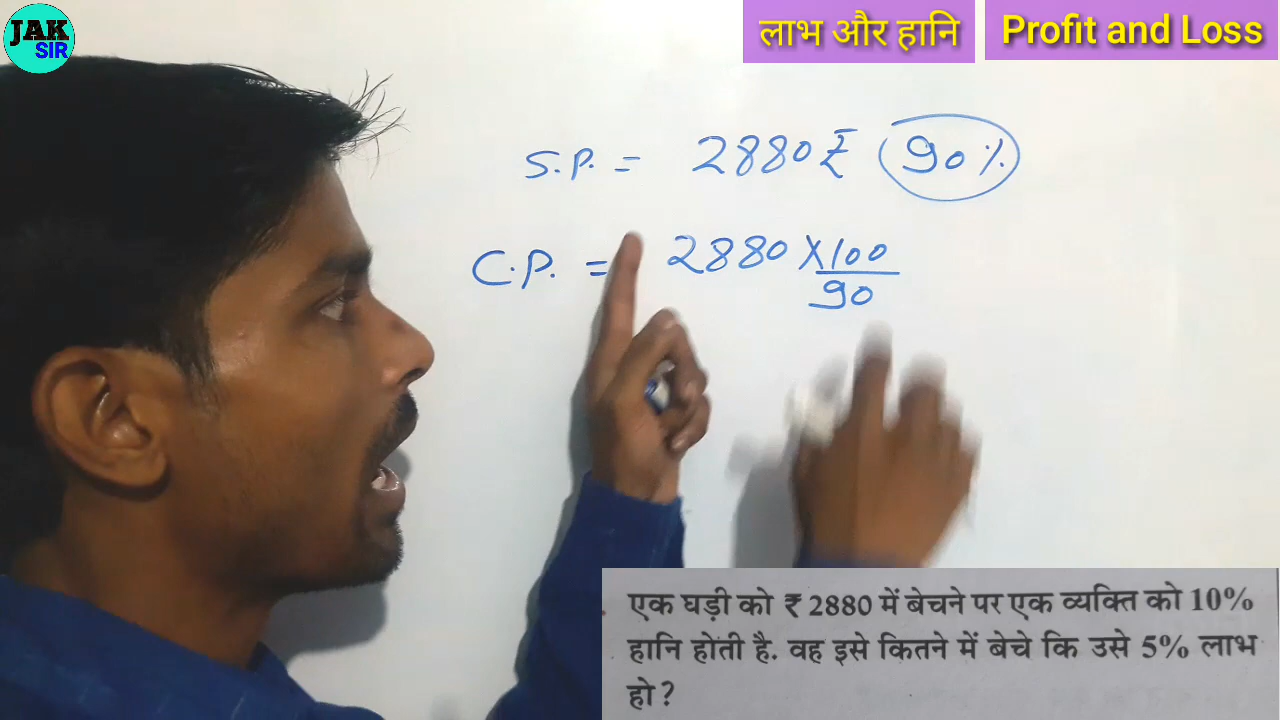 JAK
SIR
लाभ और हानि
Profit and Loss
S.P. = 2880 ₹ 90%
C.P. = 2880 × 100
90
एक घड़ी को ₹ 2880 में बेचने पर एक व्यक्ति को 10%
हानि होती है. वह इसे कितने में बेचे कि उसे 5% लाभ
हो ?